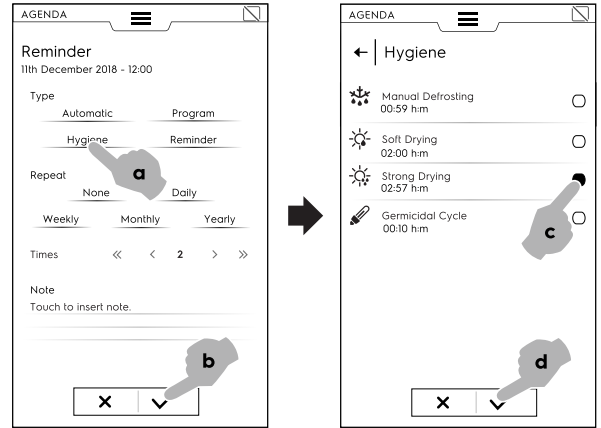 AGENDA
Reminder
11th December 2018 - 12:00
Type
Automatic Program
Hygiene Reminder
a
Repeat
None Daily
Weekly Monthly Yearly
Times « < 2 > »
Note
Touch to insert note.
b
AGENDA
Hygiene
Manual Defrosting
00:59 h:m
Soft Drying
02:00 h:m
Strong Drying
02:57 h:m
Germicidal Cycle
00:10 h:m
c
d